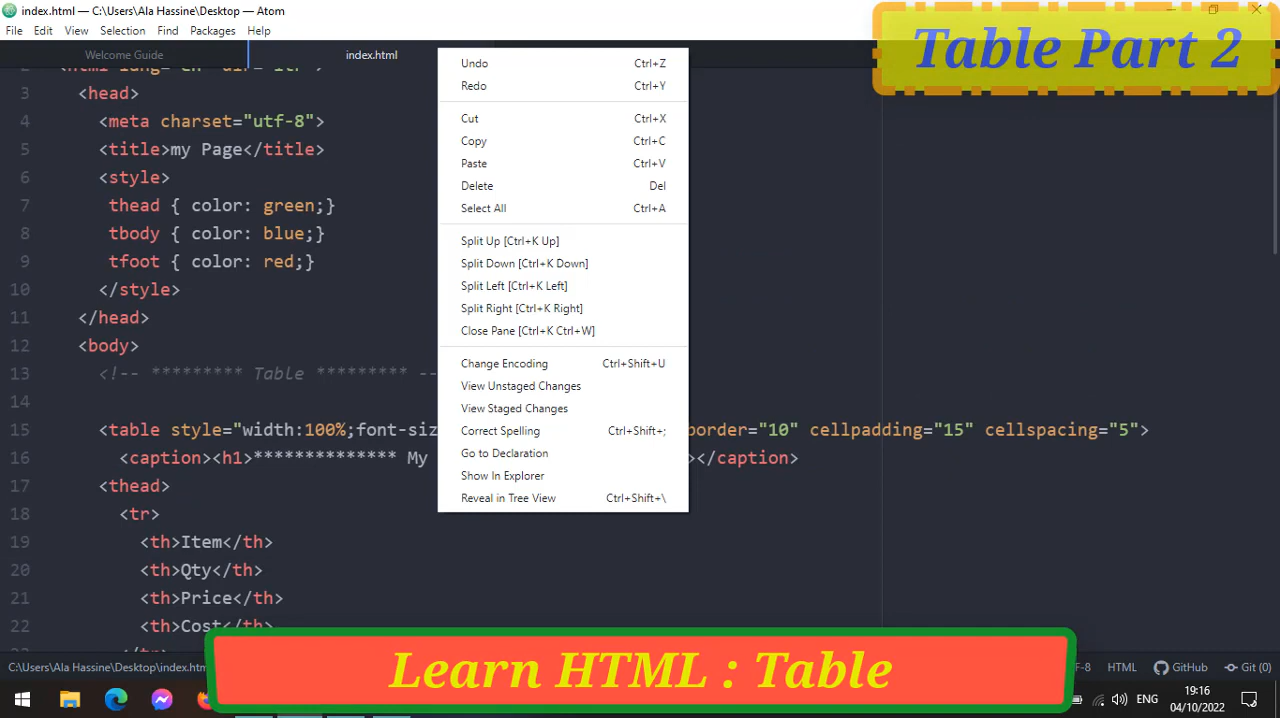 index.html — C:\Users\Ala Hassine\Desktop — Atom
File Edit View Selection Find Packages Help
Table Part 2
Welcome Guide
index.html
3 <head>
4 <meta charset="utf-8">
5 <title>my Page</title>
6 <style>
7 thead { color: green;}
8 tbody { color: blue;}
9 tfoot { color: red;}
10 </style>
11 </head>
12 <body>
13 <!-- ********* Table ********* --
14
15 <table style="width:100%;font-siz border="10" cellpadding="15" cellspacing="5">
16 <caption><h1>************** My ></caption>
17 <thead>
18 <tr>
19 <th>Item</th>
20 <th>Qty</th>
21 <th>Price</th>
22 <th>Cost</th>
Undo Ctrl+Z
Redo Ctrl+Y
Cut Ctrl+X
Copy Ctrl+C
Paste Ctrl+V
Delete Del
Select All Ctrl+A
Split Up [Ctrl+K Up]
Split Down [Ctrl+K Down]
Split Left [Ctrl+K Left]
Split Right [Ctrl+K Right]
Close Pane [Ctrl+K Ctrl+W]
Change Encoding Ctrl+Shift+U
View Unstaged Changes
View Staged Changes
Correct Spelling Ctrl+Shift+;
Go to Declaration
Show In Explorer
Reveal in Tree View Ctrl+Shift+\
Learn HTML : Table
C:\Users\Ala Hassine\Desktop\index.htm
F-8 HTML GitHub Git (0)
ENG
19:16
04/10/2022